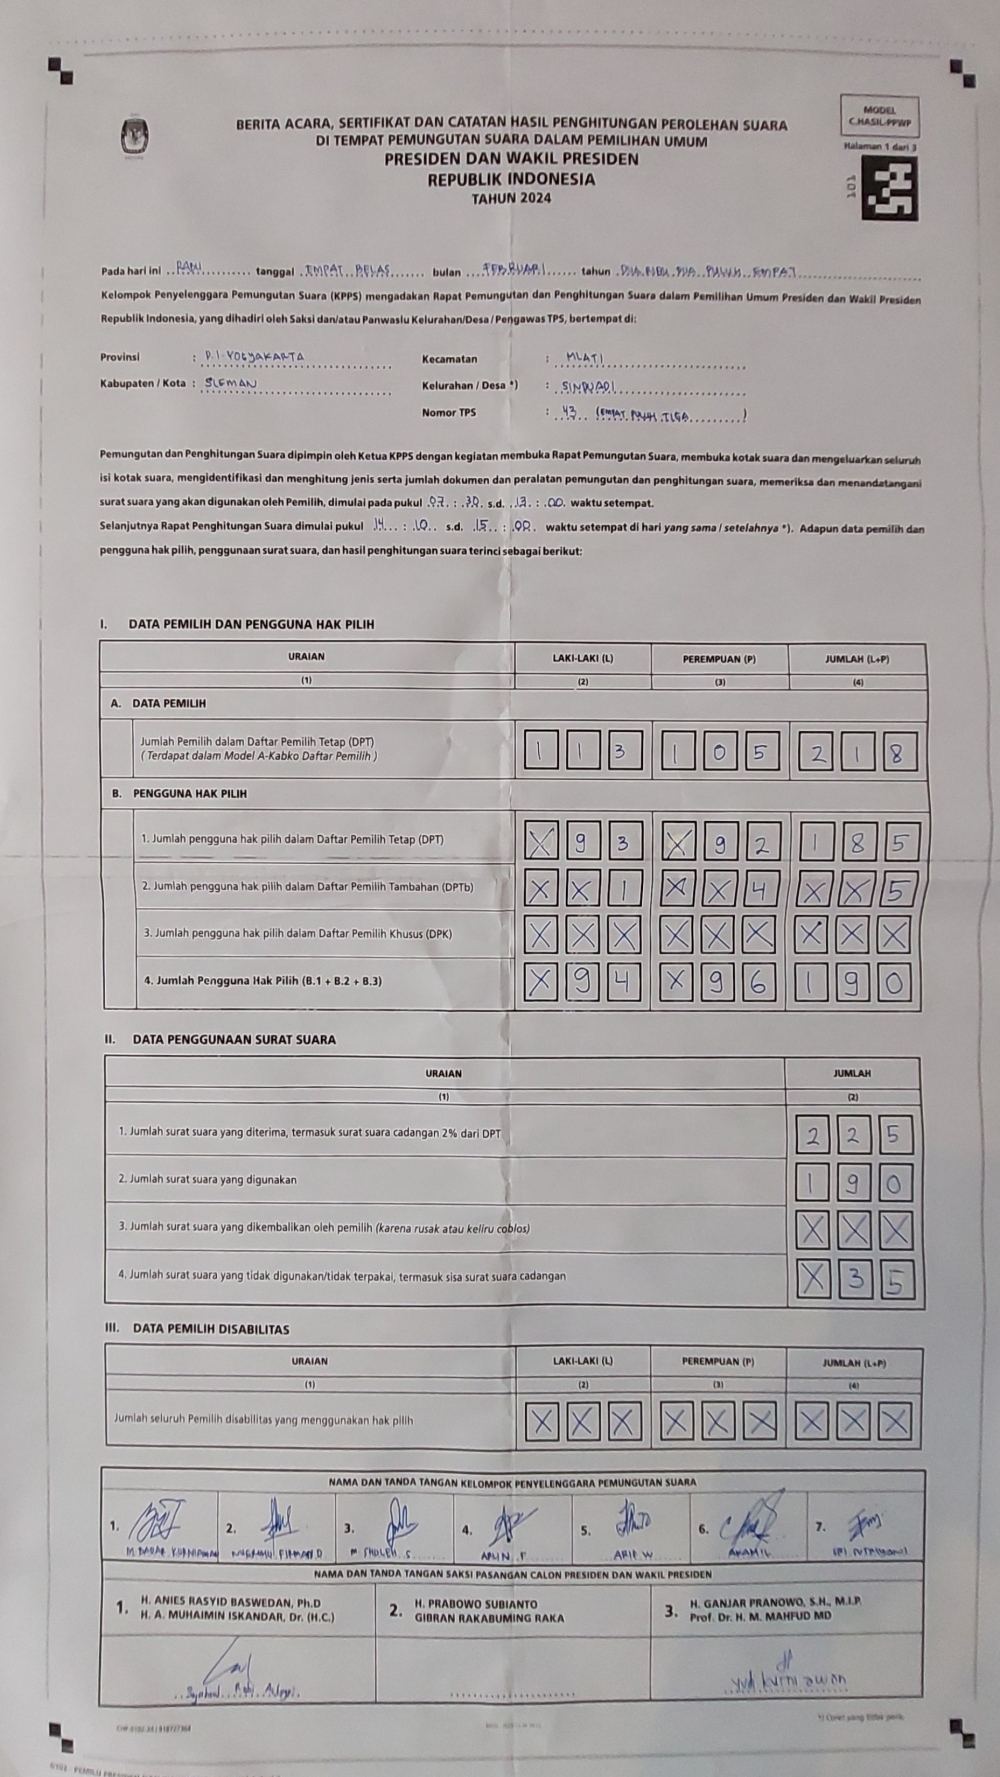 MODEL
C.HASIL-PPWP
Halaman 1 dari 3
101
BERITA ACARA, SERTIFIKAT DAN CATATAN HASIL PENGHITUNGAN PEROLEHAN SUARA
DI TEMPAT PEMUNGUTAN SUARA DALAM PEMILIHAN UMUM
PRESIDEN DAN WAKIL PRESIDEN
REPUBLIK INDONESIA
TAHUN 2024
Pada hari ini RABU tanggal EMPAT BELAS bulan FEBRUARI tahun DUA RIBU DUA PULUH EMPAT
Kelompok Penyelenggara Pemungutan Suara (KPPS) mengadakan Rapat Pemungutan dan Penghitungan Suara dalam Pemilihan Umum Presiden dan Wakil Presiden
Republik Indonesia, yang dihadiri oleh Saksi dan/atau Panwaslu Kelurahan/Desa / Pengawas TPS, bertempat di:
Provinsi : D.I YOGYAKARTA Kecamatan : MLATI
Kabupaten / Kota : SLEMAN Kelurahan / Desa *) : SINDUADI
Nomor TPS : 43 (EMPAT PULUH TIGA)
Pemungutan dan Penghitungan Suara dipimpin oleh Ketua KPPS dengan kegiatan membuka Rapat Pemungutan Suara, membuka kotak suara dan mengeluarkan seluruh
isi kotak suara, mengidentifikasi dan menghitung jenis serta jumlah dokumen dan peralatan pemungutan dan penghitungan suara, memeriksa dan menandatangani
surat suara yang akan digunakan oleh Pemilih, dimulai pada pukul 07 : 30 s.d. 13 : 00 waktu setempat.
Selanjutnya Rapat Penghitungan Suara dimulai pukul 14 : 10 s.d. 15 : 00 waktu setempat di hari yang sama / setelahnya *). Adapun data pemilih dan
pengguna hak pilih, penggunaan surat suara, dan hasil penghitungan suara terinci sebagai berikut:
I. DATA PEMILIH DAN PENGGUNA HAK PILIH
URAIAN LAKI-LAKI (L) PEREMPUAN (P) JUMLAH (L+P)
(1) (2) (3) (4)
A. DATA PEMILIH
Jumlah Pemilih dalam Daftar Pemilih Tetap (DPT) 1 1 3 1 0 5 2 1 8
( Terdapat dalam Model A-Kabko Daftar Pemilih )
B. PENGGUNA HAK PILIH
1. Jumlah pengguna hak pilih dalam Daftar Pemilih Tetap (DPT) X 9 3 X 9 2 1 8 5
2. Jumlah pengguna hak pilih dalam Daftar Pemilih Tambahan (DPTb) X X 1 X X 4 X X 5
3. Jumlah pengguna hak pilih dalam Daftar Pemilih Khusus (DPK) X X X X X X X X X
4. Jumlah Pengguna Hak Pilih (B.1 + B.2 + B.3) X 9 4 X 9 6 1 9 0
II. DATA PENGGUNAAN SURAT SUARA
URAIAN JUMLAH
(1) (2)
1. Jumlah surat suara yang diterima, termasuk surat suara cadangan 2% dari DPT 2 2 5
2. Jumlah surat suara yang digunakan 1 9 0
3. Jumlah surat suara yang dikembalikan oleh pemilih (karena rusak atau keliru coblos) X X X
4. Jumlah surat suara yang tidak digunakan/tidak terpakai, termasuk sisa surat suara cadangan X 3 5
III. DATA PEMILIH DISABILITAS
URAIAN LAKI-LAKI (L) PEREMPUAN (P) JUMLAH (L+P)
(1) (2) (3) (4)
Jumlah seluruh Pemilih disabilitas yang menggunakan hak pilih X X X X X X X X X
NAMA DAN TANDA TANGAN KELOMPOK PENYELENGGARA PEMUNGUTAN SUARA
1. 2. 3. 4. 5. 6. 7.
M. SHOLEH. S ARIF W
NAMA DAN TANDA TANGAN SAKSI PASANGAN CALON PRESIDEN DAN WAKIL PRESIDEN
1. H. ANIES RASYID BASWEDAN, Ph.D
H. A. MUHAIMIN ISKANDAR, Dr. (H.C.)
2. H. PRABOWO SUBIANTO
GIBRAN RAKABUMING RAKA
3. H. GANJAR PRANOWO, S.H., M.I.P.
Prof. Dr. H. M. MAHFUD MD
*) Coret yang tidak perlu